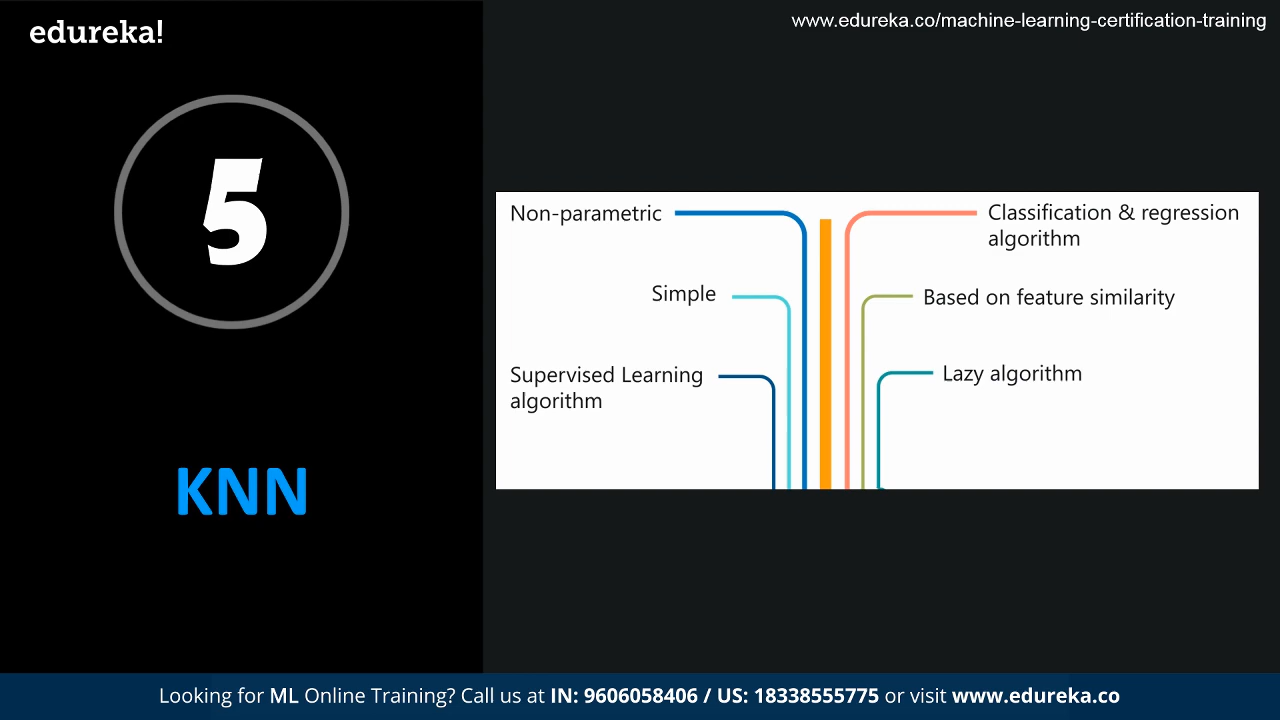 edureka!
www.edureka.co/machine-learning-certification-training
5
KNN
Non-parametric
Simple
Supervised Learning
algorithm
Classification & regression
algorithm
Based on feature similarity
Lazy algorithm
Looking for ML Online Training? Call us at IN: 9606058406 / US: 18338555775 or visit www.edureka.co